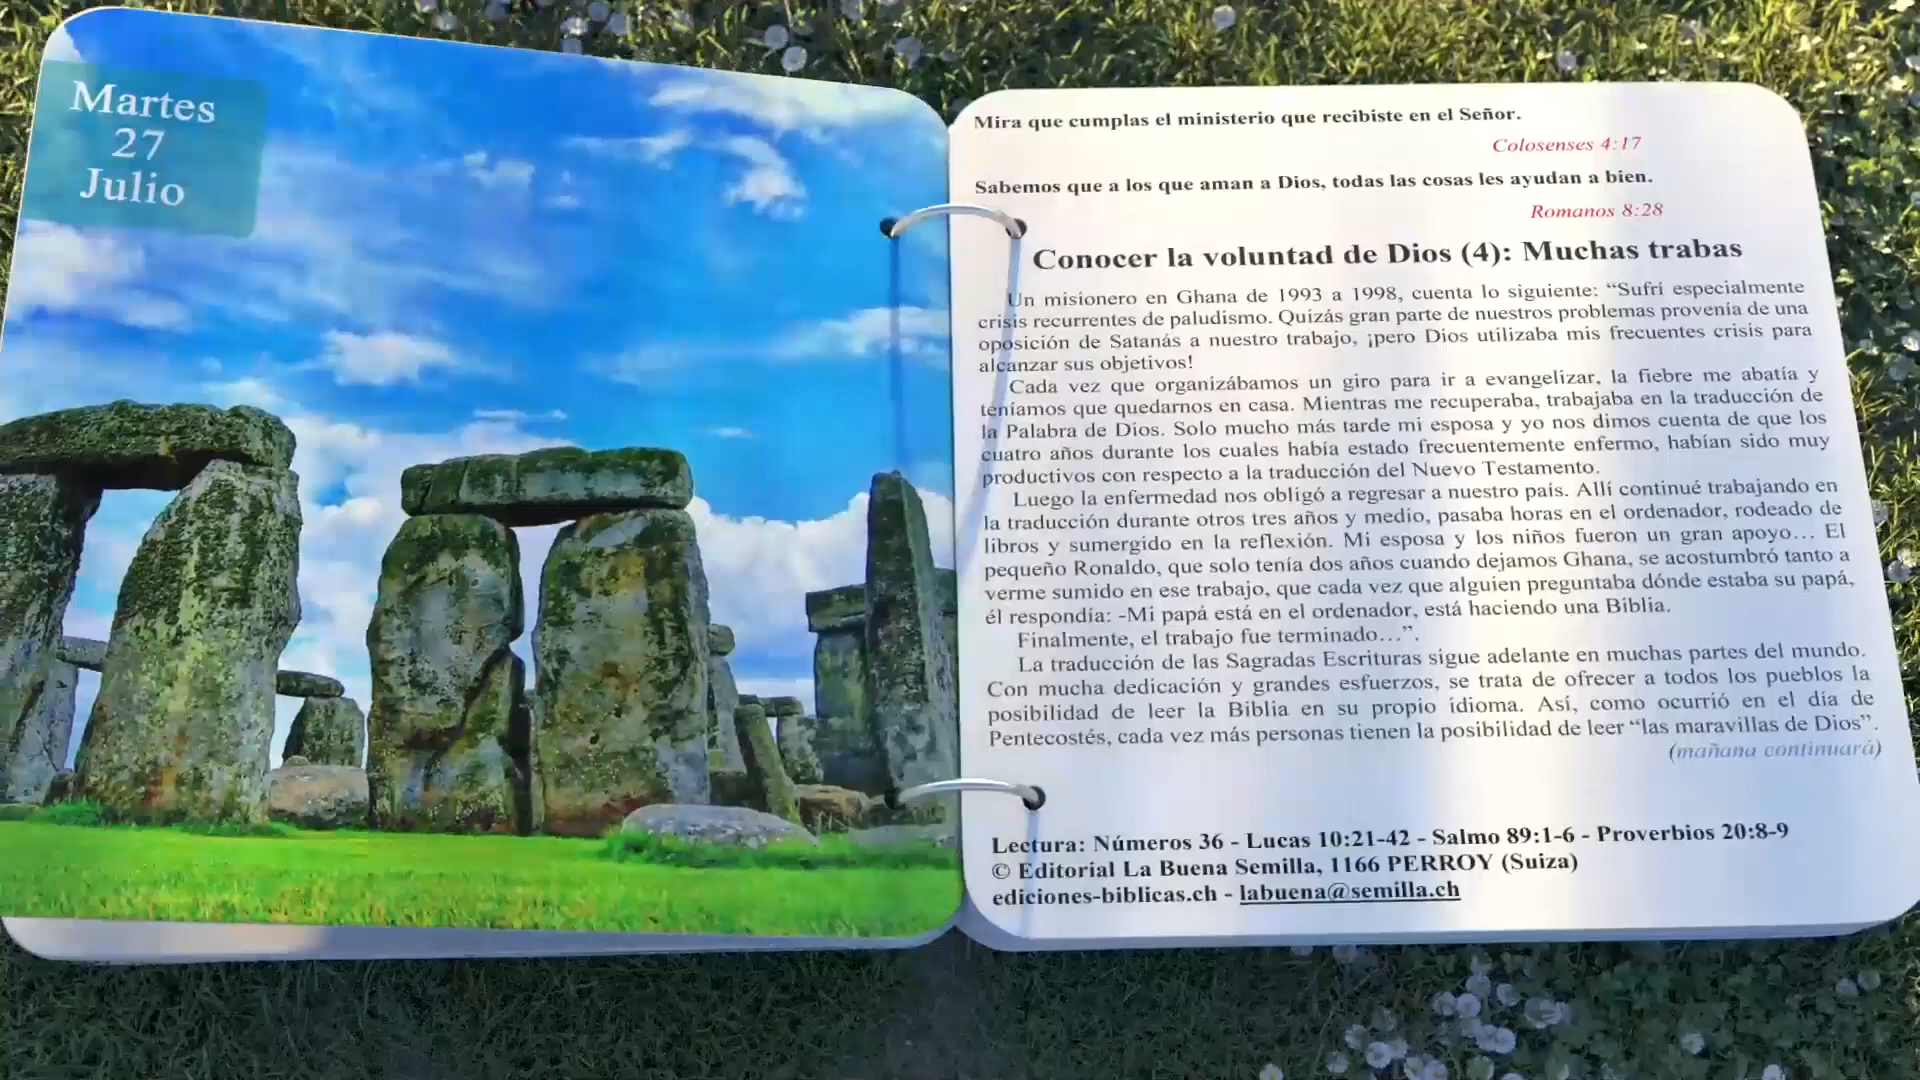 Martes
27
Julio
Mira que cumplas el ministerio que recibiste en el Señor.
Colosenses 4:17
Sabemos que a los que aman a Dios, todas las cosas les ayudan a bien.
Romanos 8:28
Conocer la voluntad de Dios (4): Muchas trabas
Un misionero en Ghana de 1993 a 1998, cuenta lo siguiente: “Sufrí especialmente
crisis recurrentes de paludismo. Quizás gran parte de nuestros problemas provenía de una
oposición de Satanás a nuestro trabajo, ¡pero Dios utilizaba mis frecuentes crisis para
alcanzar sus objetivos!
Cada vez que organizábamos un giro para ir a evangelizar, la fiebre me abatía y
teníamos que quedarnos en casa. Mientras me recuperaba, trabajaba en la traducción de
la Palabra de Dios. Solo mucho más tarde mi esposa y yo nos dimos cuenta de que los
cuatro años durante los cuales había estado frecuentemente enfermo, habían sido muy
productivos con respecto a la traducción del Nuevo Testamento.
Luego la enfermedad nos obligó a regresar a nuestro país. Allí continué trabajando en
la traducción durante otros tres años y medio, pasaba horas en el ordenador, rodeado de
libros y sumergido en la reflexión. Mi esposa y los niños fueron un gran apoyo… El
pequeño Ronaldo, que solo tenía dos años cuando dejamos Ghana, se acostumbró tanto a
verme sumido en ese trabajo, que cada vez que alguien preguntaba dónde estaba su papá,
él respondía: -Mi papá está en el ordenador, está haciendo una Biblia.
Finalmente, el trabajo fue terminado…”.
La traducción de las Sagradas Escrituras sigue adelante en muchas partes del mundo.
Con mucha dedicación y grandes esfuerzos, se trata de ofrecer a todos los pueblos la
posibilidad de leer la Biblia en su propio idioma. Así, como ocurrió en el día de
Pentecostés, cada vez más personas tienen la posibilidad de leer “las maravillas de Dios”.
(mañana continuará)
Lectura: Números 36 - Lucas 10:21-42 - Salmo 89:1-6 - Proverbios 20:8-9
© Editorial La Buena Semilla, 1166 PERROY (Suiza)
ediciones-biblicas.ch - labuena@semilla.ch